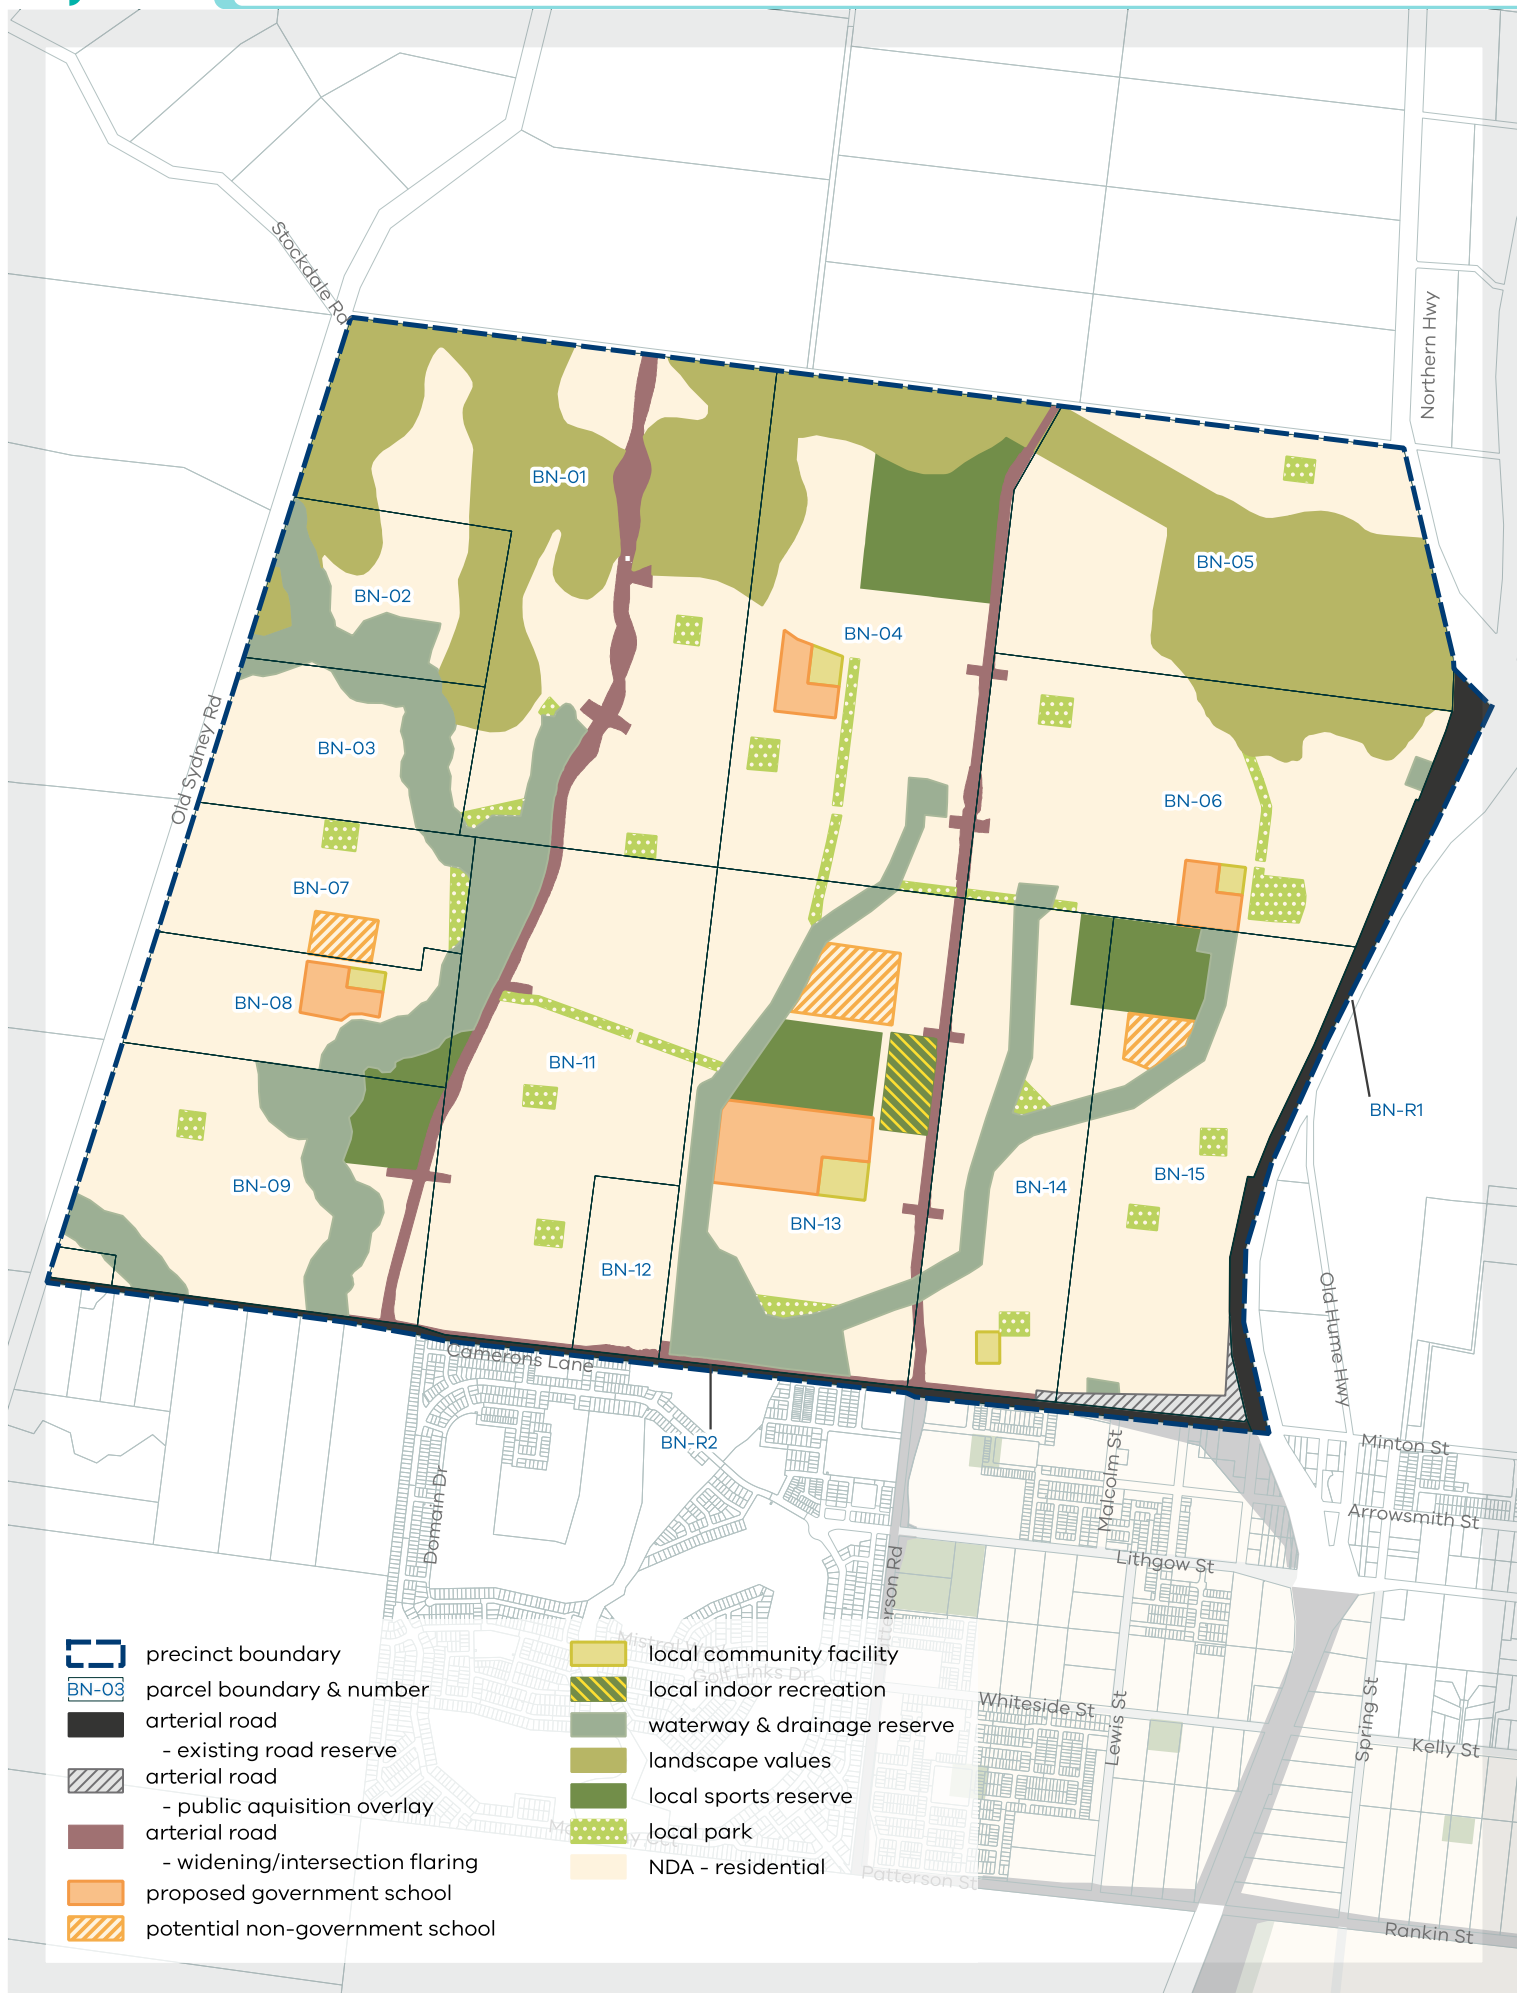 Stockdale Rd
Northern Hwy
BN-01
BN-05
BN-02
BN-04
Old Sydney Rd
BN-03
BN-06
BN-07
BN-08
BN-11
BN-R1
BN-09
BN-14
BN-15
BN-13
BN-12
Old Hume Hwy
Camerons Lane
BN-R2
Minton St
Malcolm St
Arrowsmith St
Domain Dr
Lithgow St
erson Rd
Golf Links Dr
Whiteside St
Lewis St
Spring St
Kelly St
Patterson St
Rankin St
precinct boundary
BN-03 parcel boundary & number
arterial road
- existing road reserve
arterial road
- public aquisition overlay
arterial road
- widening/intersection flaring
proposed government school
potential non-government school
local community facility
local indoor recreation
waterway & drainage reserve
landscape values
local sports reserve
local park
NDA - residential